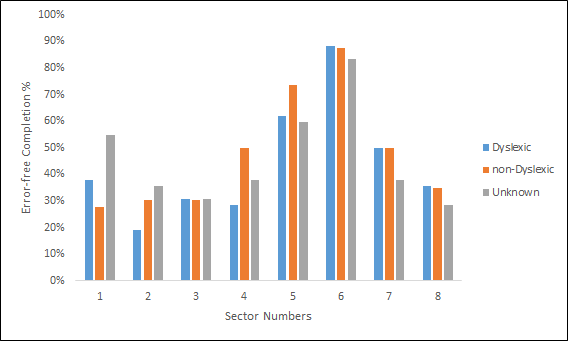 100%
90%
80%
70%
60%
50%
40%
30%
20%
10%
0%
Error-free Completion %
1 2 3 4 5 6 7 8
Sector Numbers
Dyslexic
non-Dyslexic
Unknown